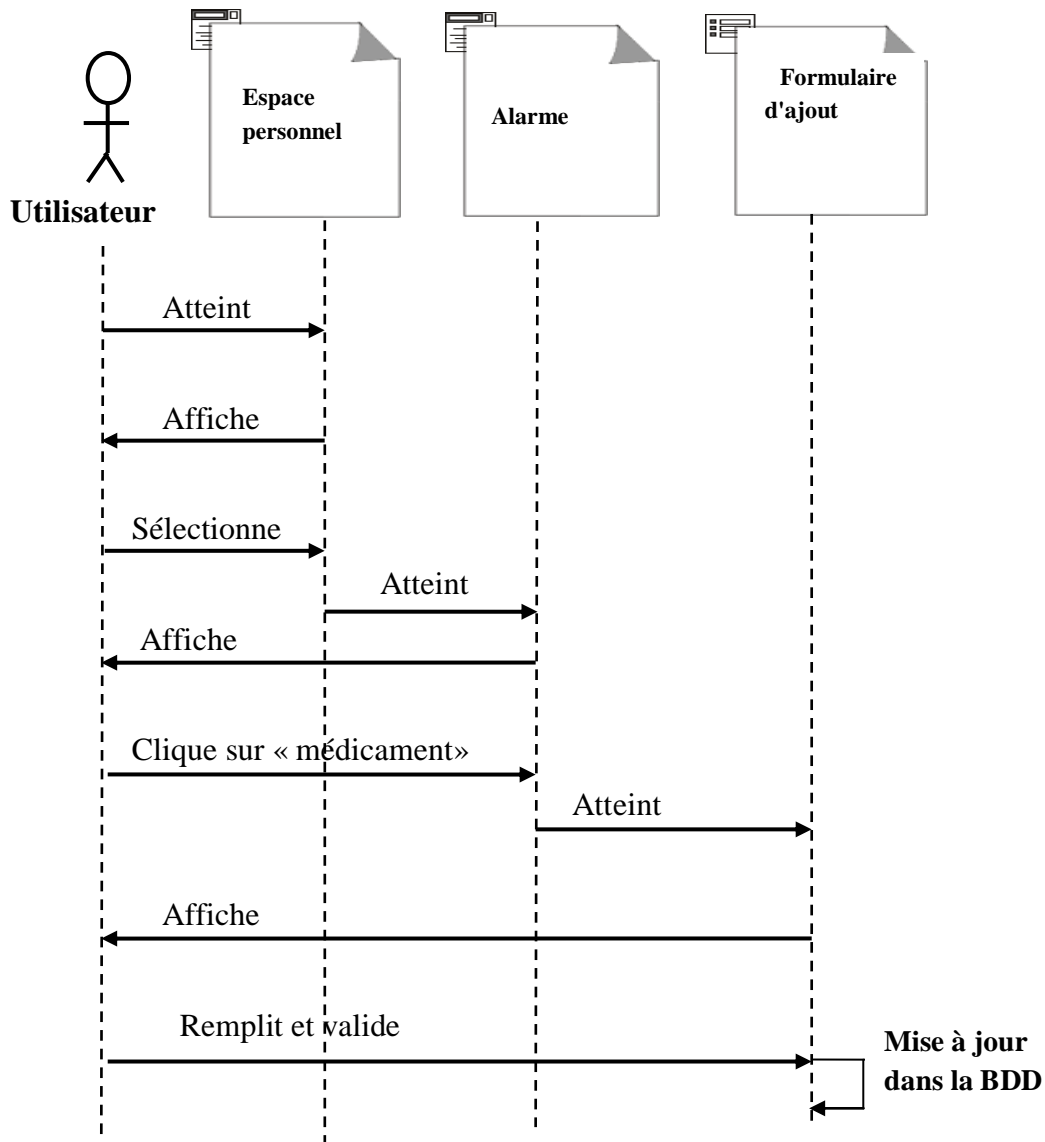 Espace
personnel
Alarme
Formulaire
d'ajout
Utilisateur
Atteint
Affiche
Sélectionne
Atteint
Affiche
Clique sur « médicament»
Atteint
Affiche
Remplit et valide
Mise à jour
dans la BDD